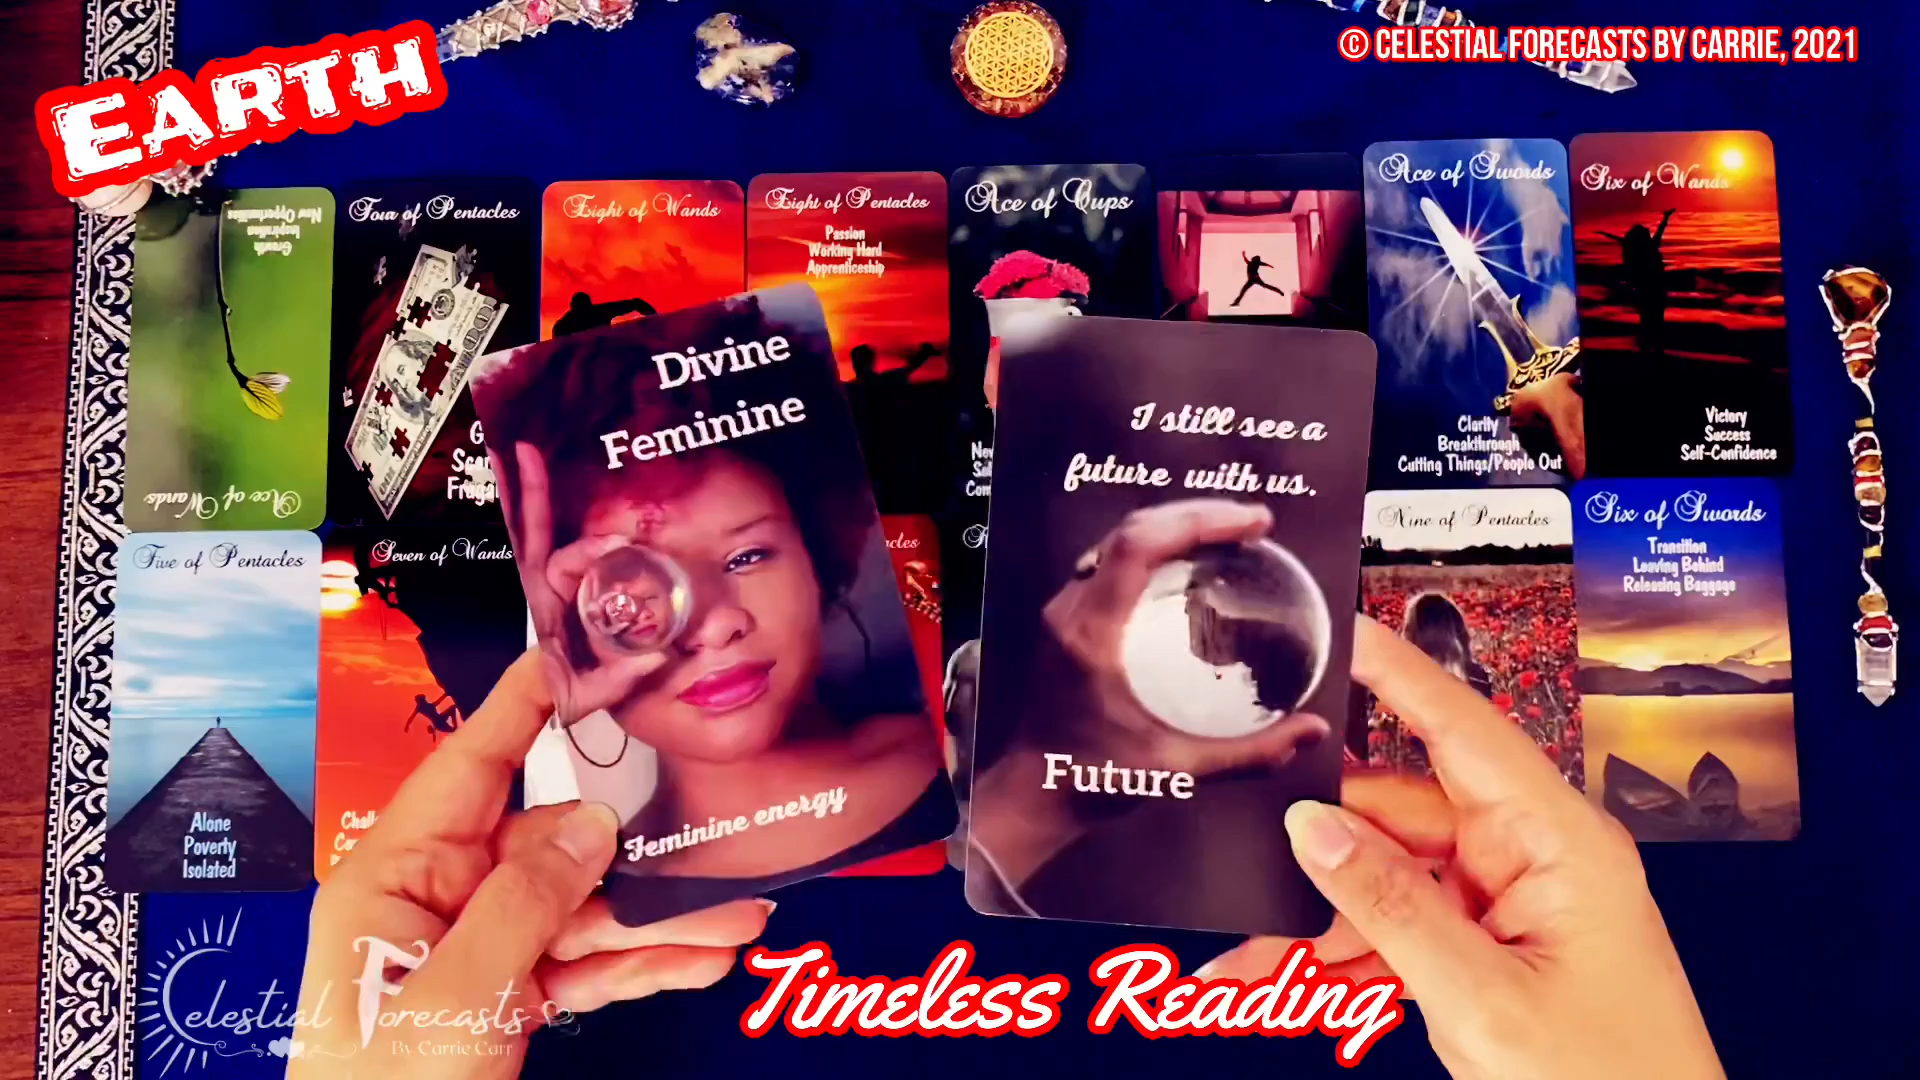 EARTH
© CELESTIAL FORECASTS BY CARRIE, 2021
Growth
Inspiration
New Opportunities
Ace of Wands
Four of Pentacles
Eight of Wands
Eight of Pentacles
Passion
Working Hard
Apprenticeship
Ace of Cups
Ace of Swords
Clarity
Breakthrough
Cutting Things/People Out
Six of Wands
Victory
Success
Self-Confidence
Divine
Feminine
Feminine energy
I still see a
future with us.
Future
Five of Pentacles
Alone
Poverty
Isolated
Seven of Wands
Nine of Pentacles
Six of Swords
Transition
Leaving Behind
Releasing Baggage
Celestial Forecasts
By Carrie Carr
Timeless Reading